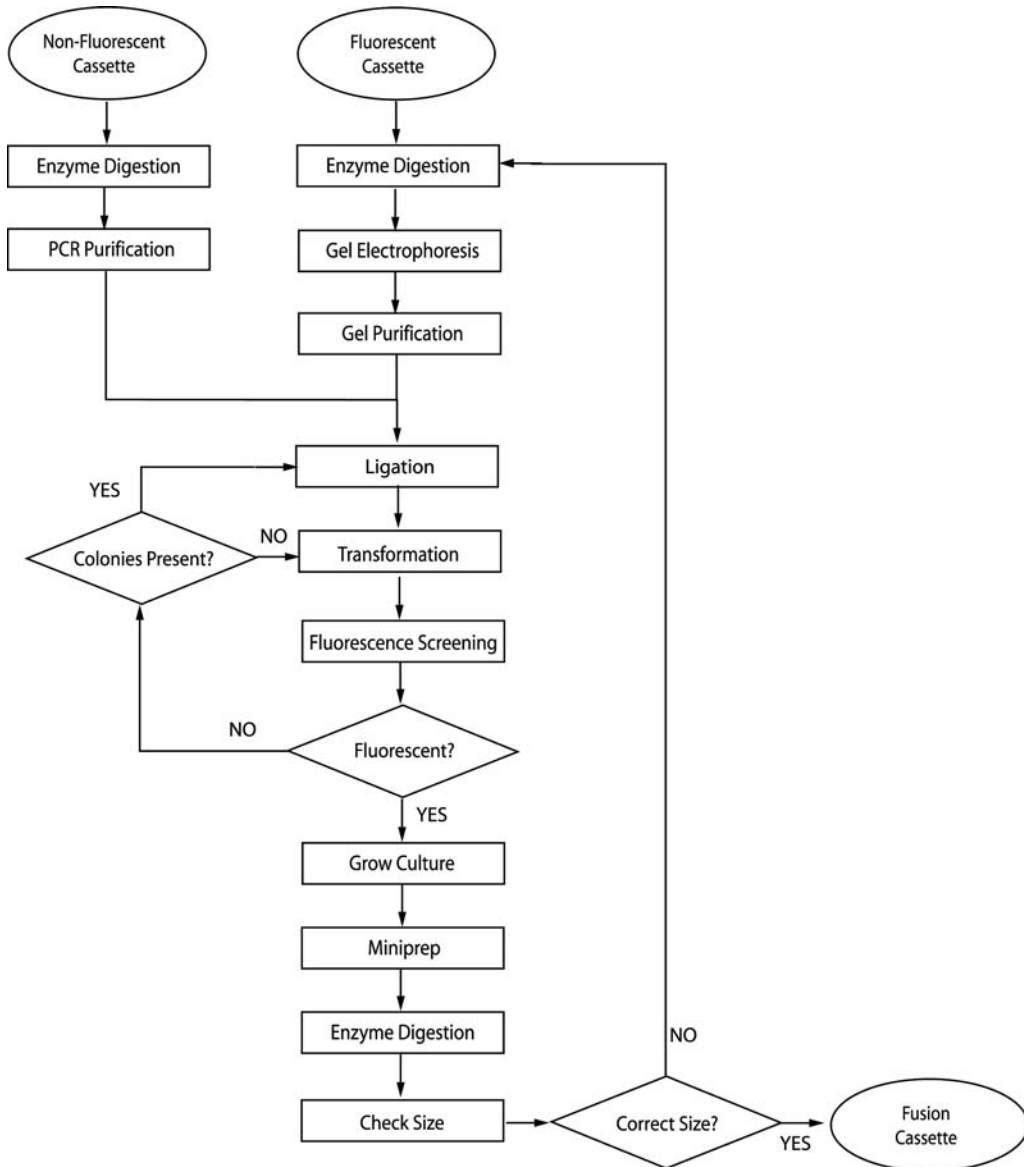 Non-Fluorescent
Cassette
Fluorescent
Cassette
Enzyme Digestion
Enzyme Digestion
PCR Purification
Gel Electrophoresis
Gel Purification
Ligation
YES
NO
Colonies Present?
Transformation
Fluorescence Screening
NO
Fluorescent?
YES
Grow Culture
Miniprep
Enzyme Digestion
NO
Check Size
Correct Size?
YES
Fusion
Cassette